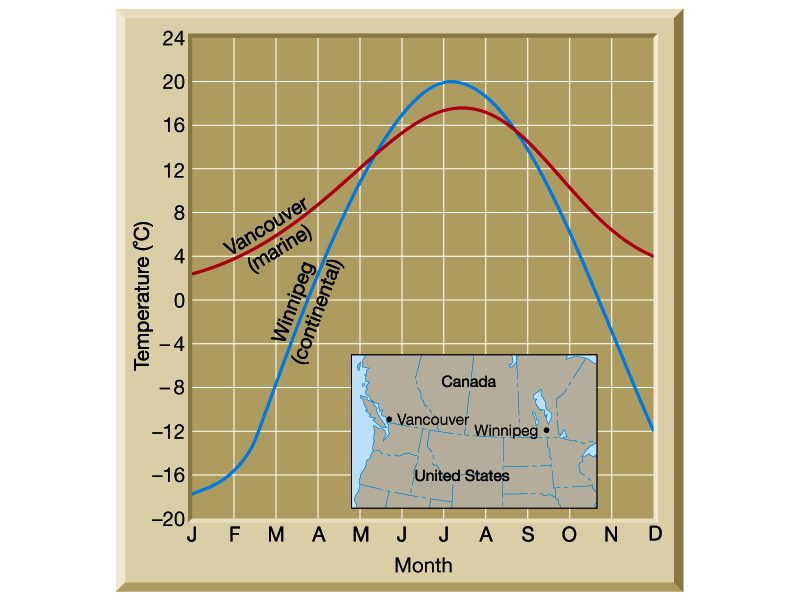 24
20
16
12
8
4
0
−4
−8
−12
−16
−20
Temperature (°C)
Vancouver
(marine)
Winnipeg
(continental)
Canada
Vancouver
Winnipeg
United States
J F M A M J J A S O N D
Month